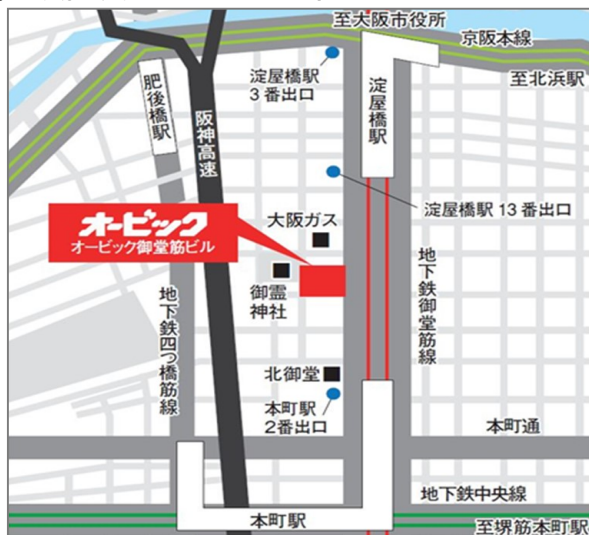 至大阪市役所
京阪本線
至北浜駅
淀屋橋駅
3番出口
淀屋橋駅
肥後橋駅
阪神高速
淀屋橋駅 13番出口
オービック
オービック御堂筋ビル
大阪ガス
御霊
神社
地下鉄御堂筋線
地下鉄四つ橋筋線
北御堂
本町駅
2番出口
本町通
地下鉄中央線
本町駅
至堺筋本町駅